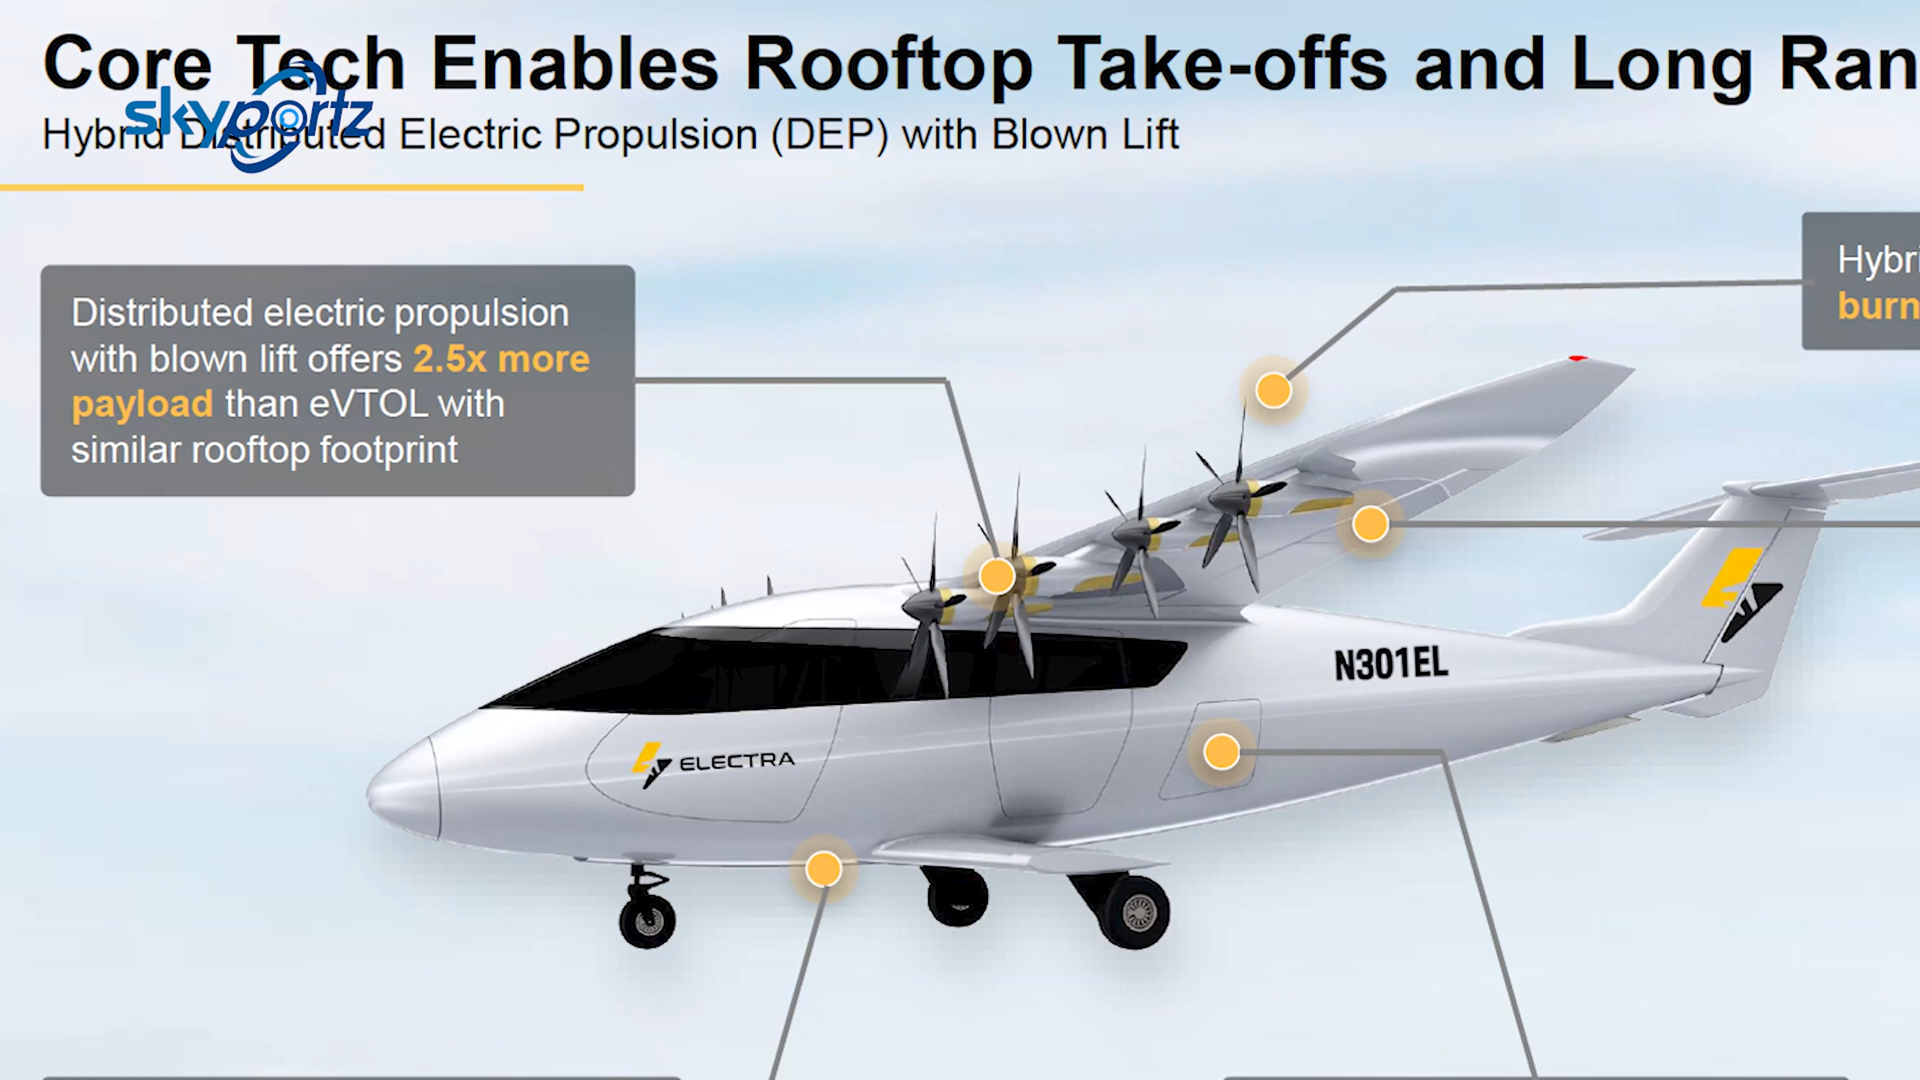 Core Tech Enables Rooftop Take-offs and Long Ran
skyportz
Hybrid Distributed Electric Propulsion (DEP) with Blown Lift
Distributed electric propulsion
with blown lift offers 2.5x more
payload than eVTOL with
similar rooftop footprint
Hybri
burn
N301EL
ELECTRA